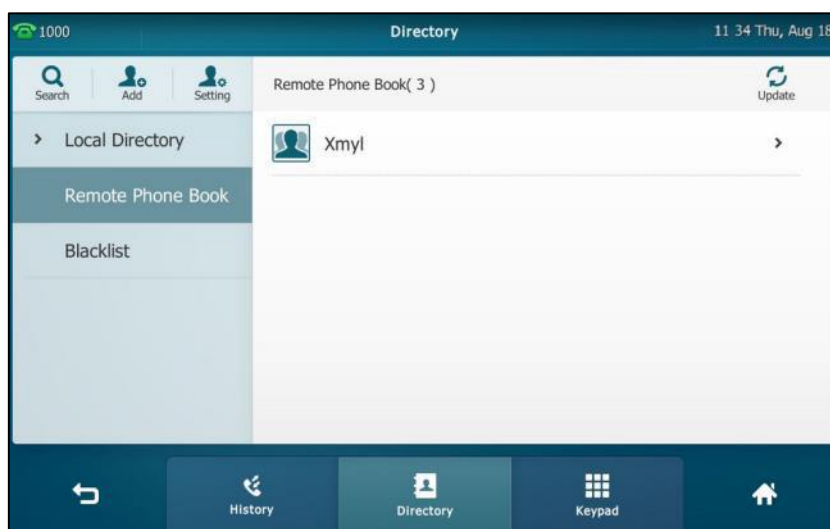 1000
Directory
11 34 Thu, Aug 18
Search
Add
Setting
Remote Phone Book( 3 )
Update
Local Directory
Xmyl
Remote Phone Book
Blacklist
History
Directory
Keypad